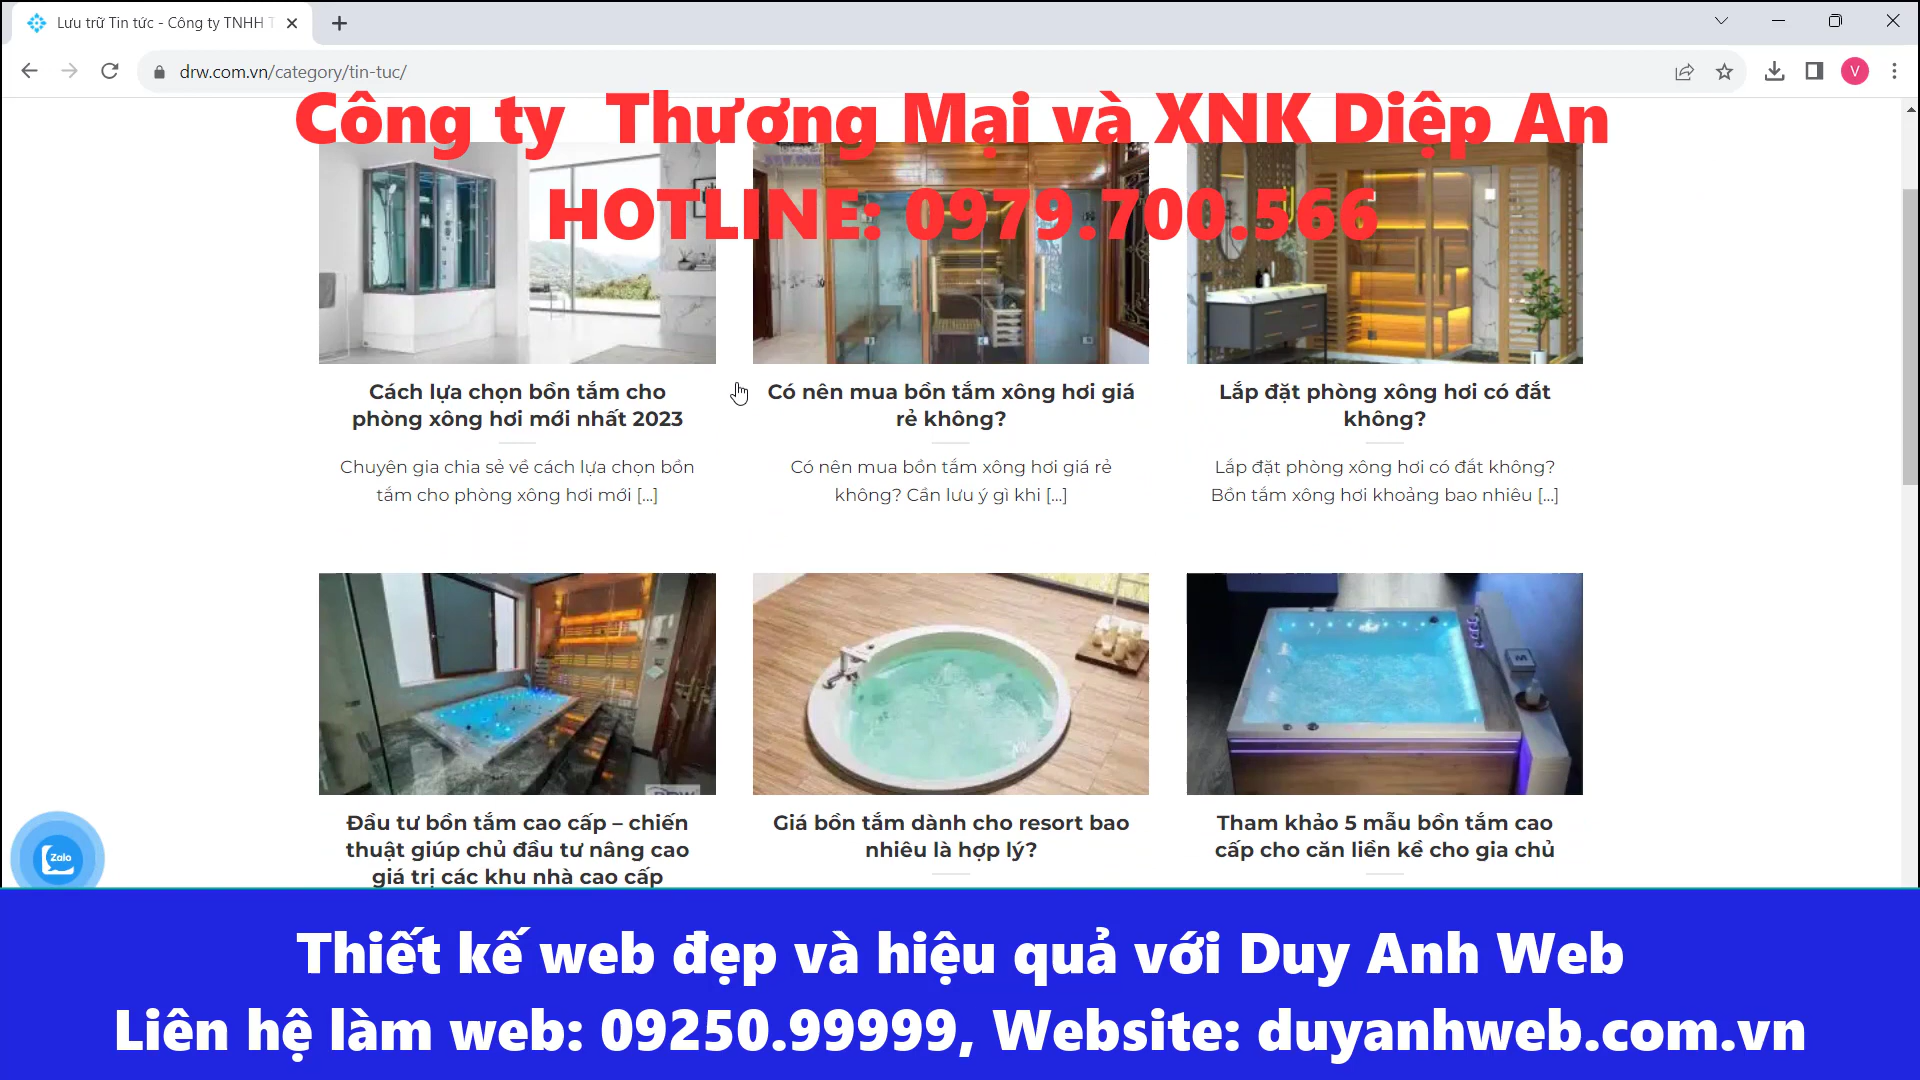 Lưu trữ Tin tức - Công ty TNHH T
drw.com.vn/category/tin-tuc/
V
Công ty Thương Mại và XNK Diệp An
HOTLINE: 0979.700.566
Cách lựa chọn bồn tắm cho
phòng xông hơi mới nhất 2023
Chuyên gia chia sẻ về cách lựa chọn bồn
tắm cho phòng xông hơi mới [...]
Có nên mua bồn tắm xông hơi giá
rẻ không?
Có nên mua bồn tắm xông hơi giá rẻ
không? Cần lưu ý gì khi [...]
Lắp đặt phòng xông hơi có đắt
không?
Lắp đặt phòng xông hơi có đắt không?
Bồn tắm xông hơi khoảng bao nhiêu [...]
Đầu tư bồn tắm cao cấp – chiến
thuật giúp chủ đầu tư nâng cao
giá trị các khu nhà cao cấp
Giá bồn tắm dành cho resort bao
nhiêu là hợp lý?
Tham khảo 5 mẫu bồn tắm cao
cấp cho căn liền kề cho gia chủ
Zalo
Thiết kế web đẹp và hiệu quả với Duy Anh Web
Liên hệ làm web: 09250.99999, Website: duyanhweb.com.vn